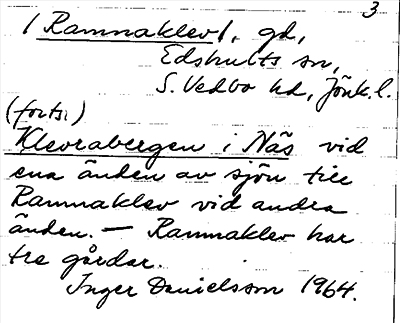 3
/Ramnaklev/, gd,
Edshults sn,
S. Vedbo hd, Jönk. l.
(forts.)
Klevrabergen i Näs vid
ena änden av sjön till
Ramnaklev vid andra
änden. — Ramnaklev har
tre gårdar.
Inger Danielsson 1964.